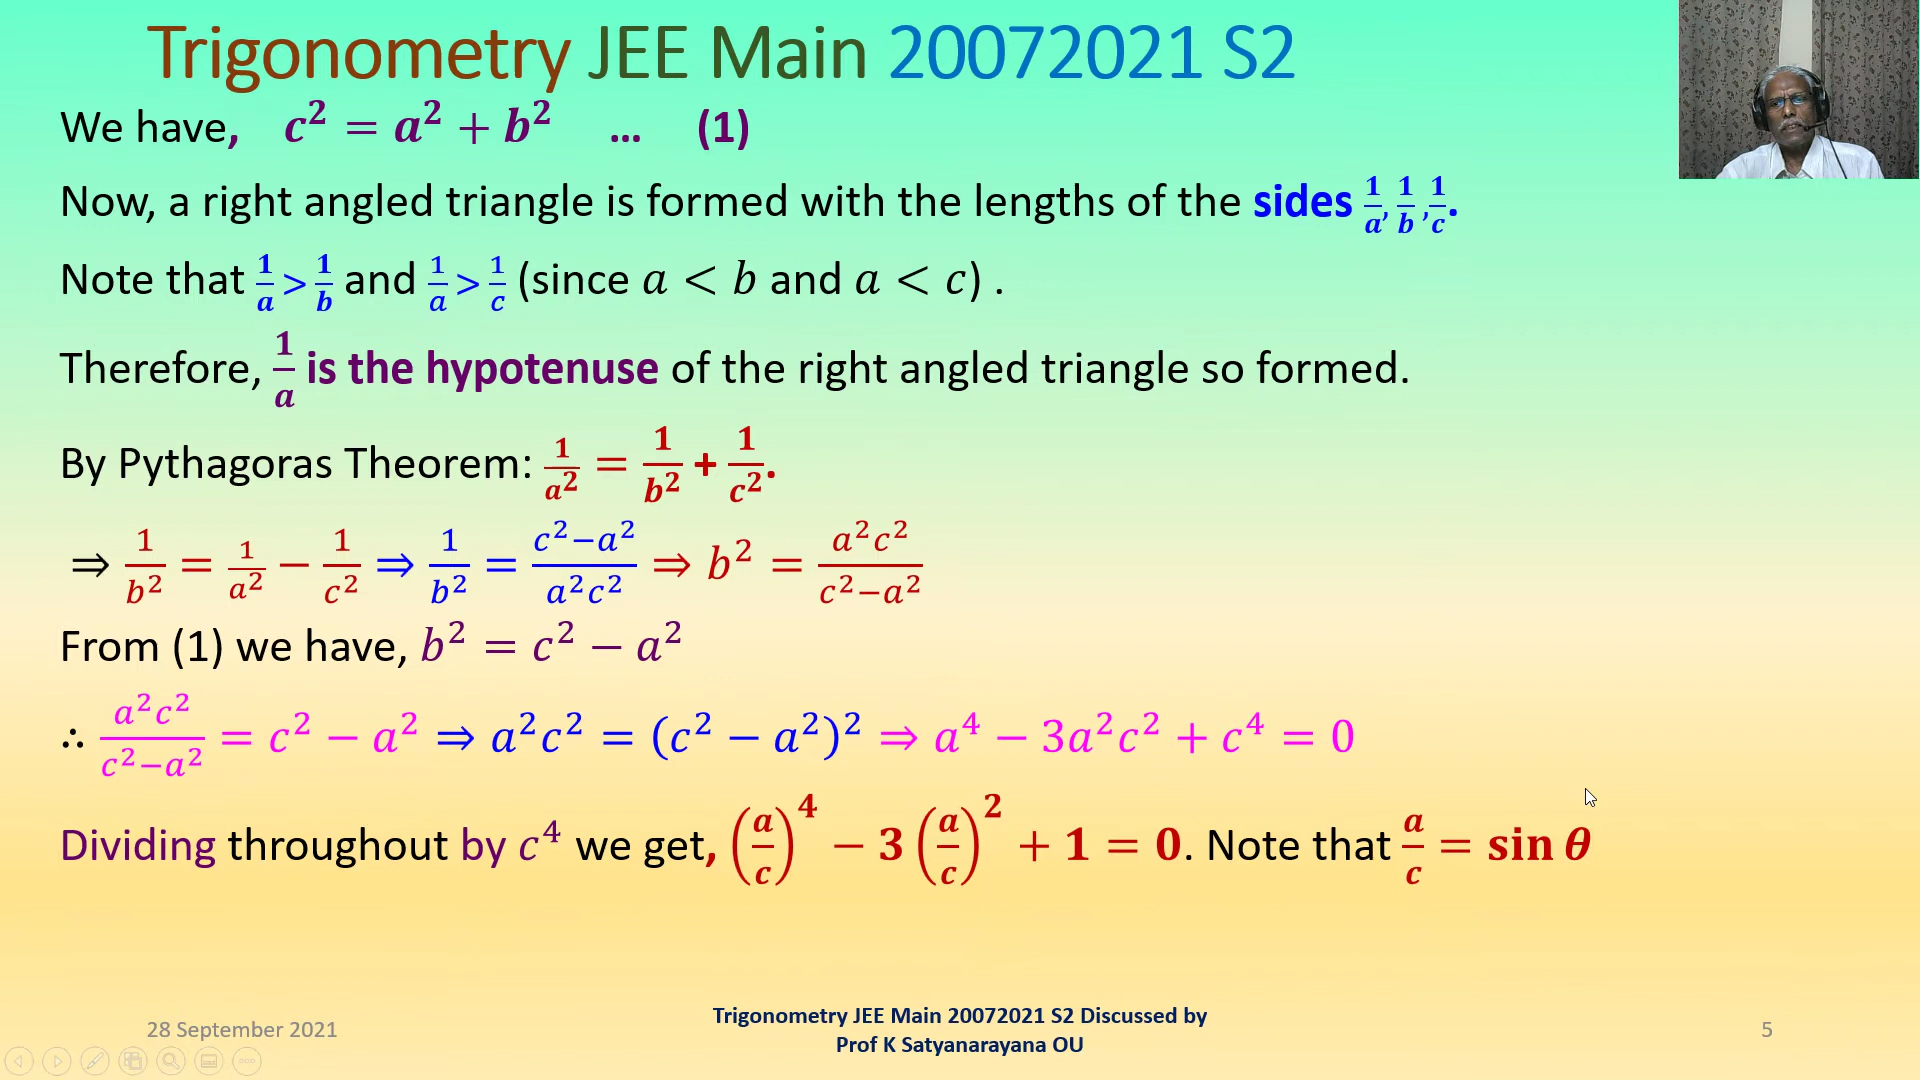 Trigonometry JEE Main 20072021 S2
We have, c² = a² + b² … (1)
Now, a right angled triangle is formed with the lengths of the sides 1/a, 1/b ,1/c.
Note that 1/a > 1/b and 1/a > 1/c (since a < b and a < c) .
Therefore, 1/a is the hypotenuse of the right angled triangle so formed.
By Pythagoras Theorem: 1/a² = 1/b² + 1/c².
⇒ 1/b² = 1/a² − 1/c² ⇒ 1/b² = (c²−a²)/(a²c²) ⇒ b² = (a²c²)/(c²−a²)
From (1) we have, b² = c² − a²
∴ (a²c²)/(c²−a²) = c² − a² ⇒ a²c² = (c² − a²)² ⇒ a⁴ − 3a²c² + c⁴ = 0
Dividing throughout by c⁴ we get, (a/c)⁴ − 3 (a/c)² + 1 = 0. Note that a/c = sin θ
28 September 2021
Trigonometry JEE Main 20072021 S2 Discussed by
Prof K Satyanarayana OU
5